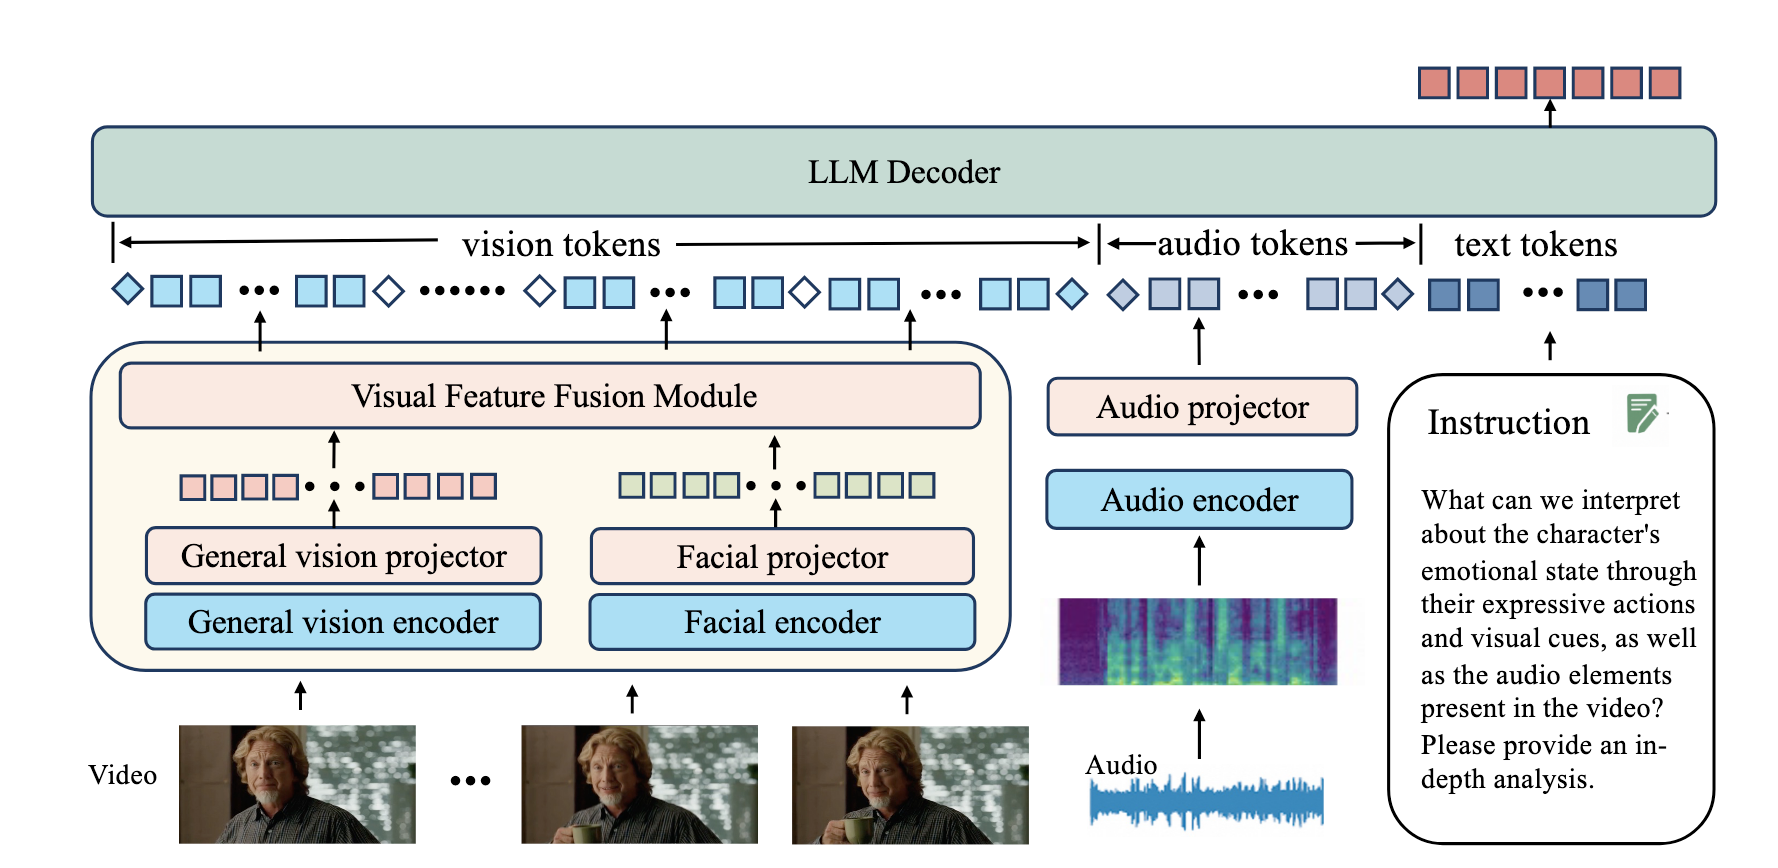 LLM Decoder
vision tokens
audio tokens
text tokens
Visual Feature Fusion Module
General vision projector
Facial projector
General vision encoder
Facial encoder
Audio projector
Audio encoder
Video
Audio
Instruction
What can we interpret
about the character's
emotional state through
their expressive actions
and visual cues, as well
as the audio elements
present in the video?
Please provide an in-
depth analysis.